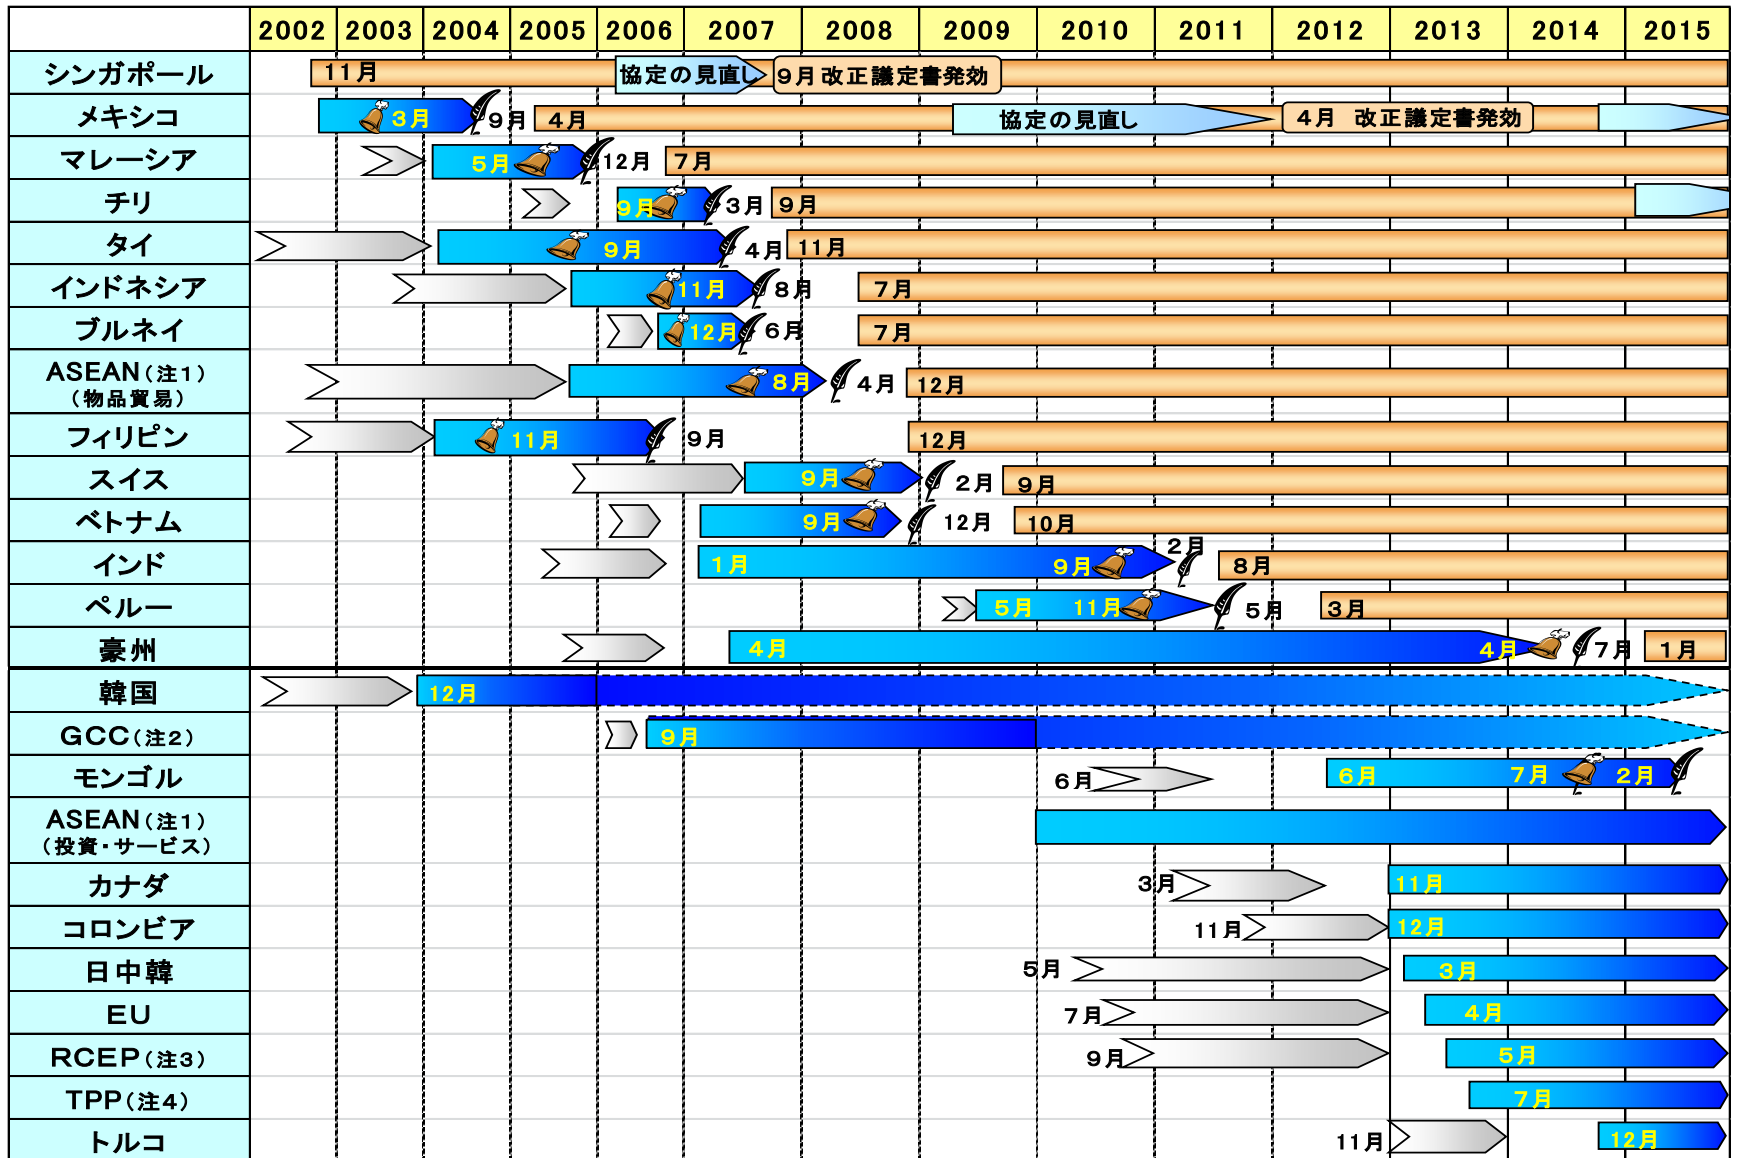 2002 2003 2004 2005 2006 2007 2008 2009 2010 2011 2012 2013 2014 2015
シンガポール 11月 協定の見直し 9月改正議定書発効
メキシコ 3月 9月 4月 協定の見直し 4月 改正議定書発効
マレーシア 5月 12月 7月
チリ 9月 3月 9月
タイ 9月 4月 11月
インドネシア 11月 8月 7月
ブルネイ 12月 6月 7月
ASEAN(注1)
(物品貿易) 8月 4月 12月
フィリピン 11月 9月 12月
スイス 9月 2月 9月
ベトナム 9月 12月 10月
インド 1月 9月 2月 8月
ペルー 5月 11月 5月 3月
豪州 4月 4月 7月 1月
韓国 12月
GCC(注2) 9月
モンゴル 6月 6月 7月 2月
ASEAN(注1)
(投資・サービス)
カナダ 3月 11月
コロンビア 11月 12月
日中韓 5月 3月
EU 7月 4月
RCEP(注3) 9月 5月
TPP(注4) 7月
トルコ 11月 12月